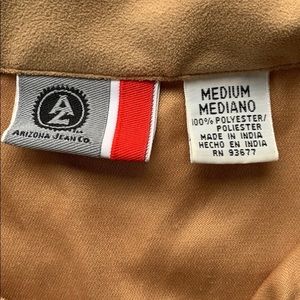 AZ
ARIZONA JEAN CO.
MEDIUM
MEDIANO
100% POLYESTER/
POLIESTER
MADE IN INDIA
HECHO EN INDIA
RN 93677